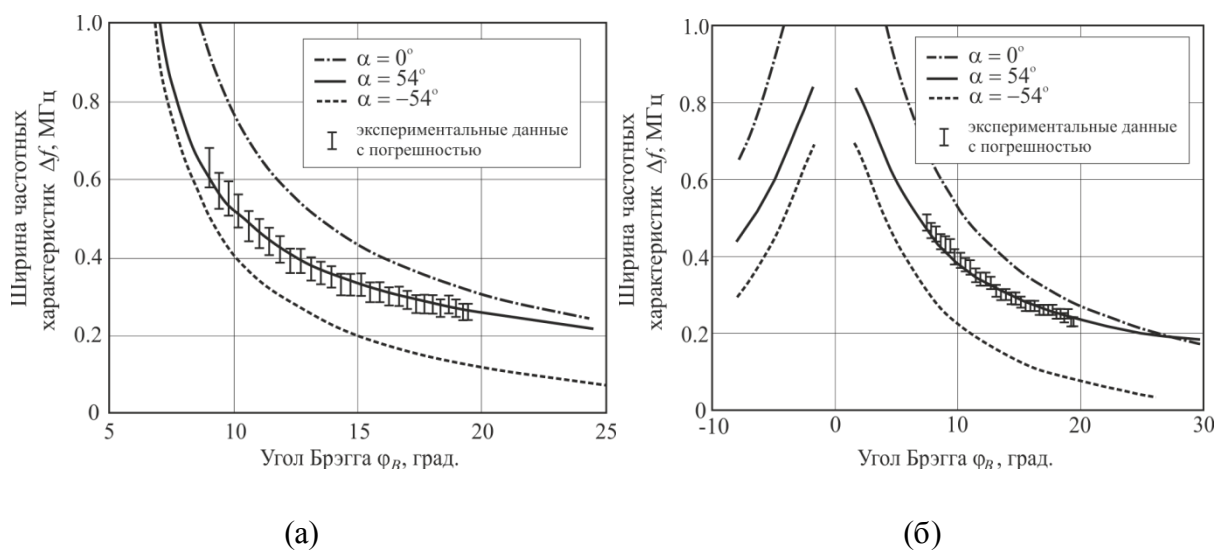 Ширина частотных
характеристик Δf, МГц
1.0
0.8
0.6
0.4
0.2
0
α = 0°
α = 54°
α = −54°
экспериментальные данные
с погрешностью
5
10
15
20
25
Угол Брэгга φB, град.
(а)
Ширина частотных
характеристик Δf, МГц
1.0
0.8
0.6
0.4
0.2
0
α = 0°
α = 54°
α = −54°
экспериментальные данные
с погрешностью
-10
0
10
20
30
Угол Брэгга φB, град.
(б)